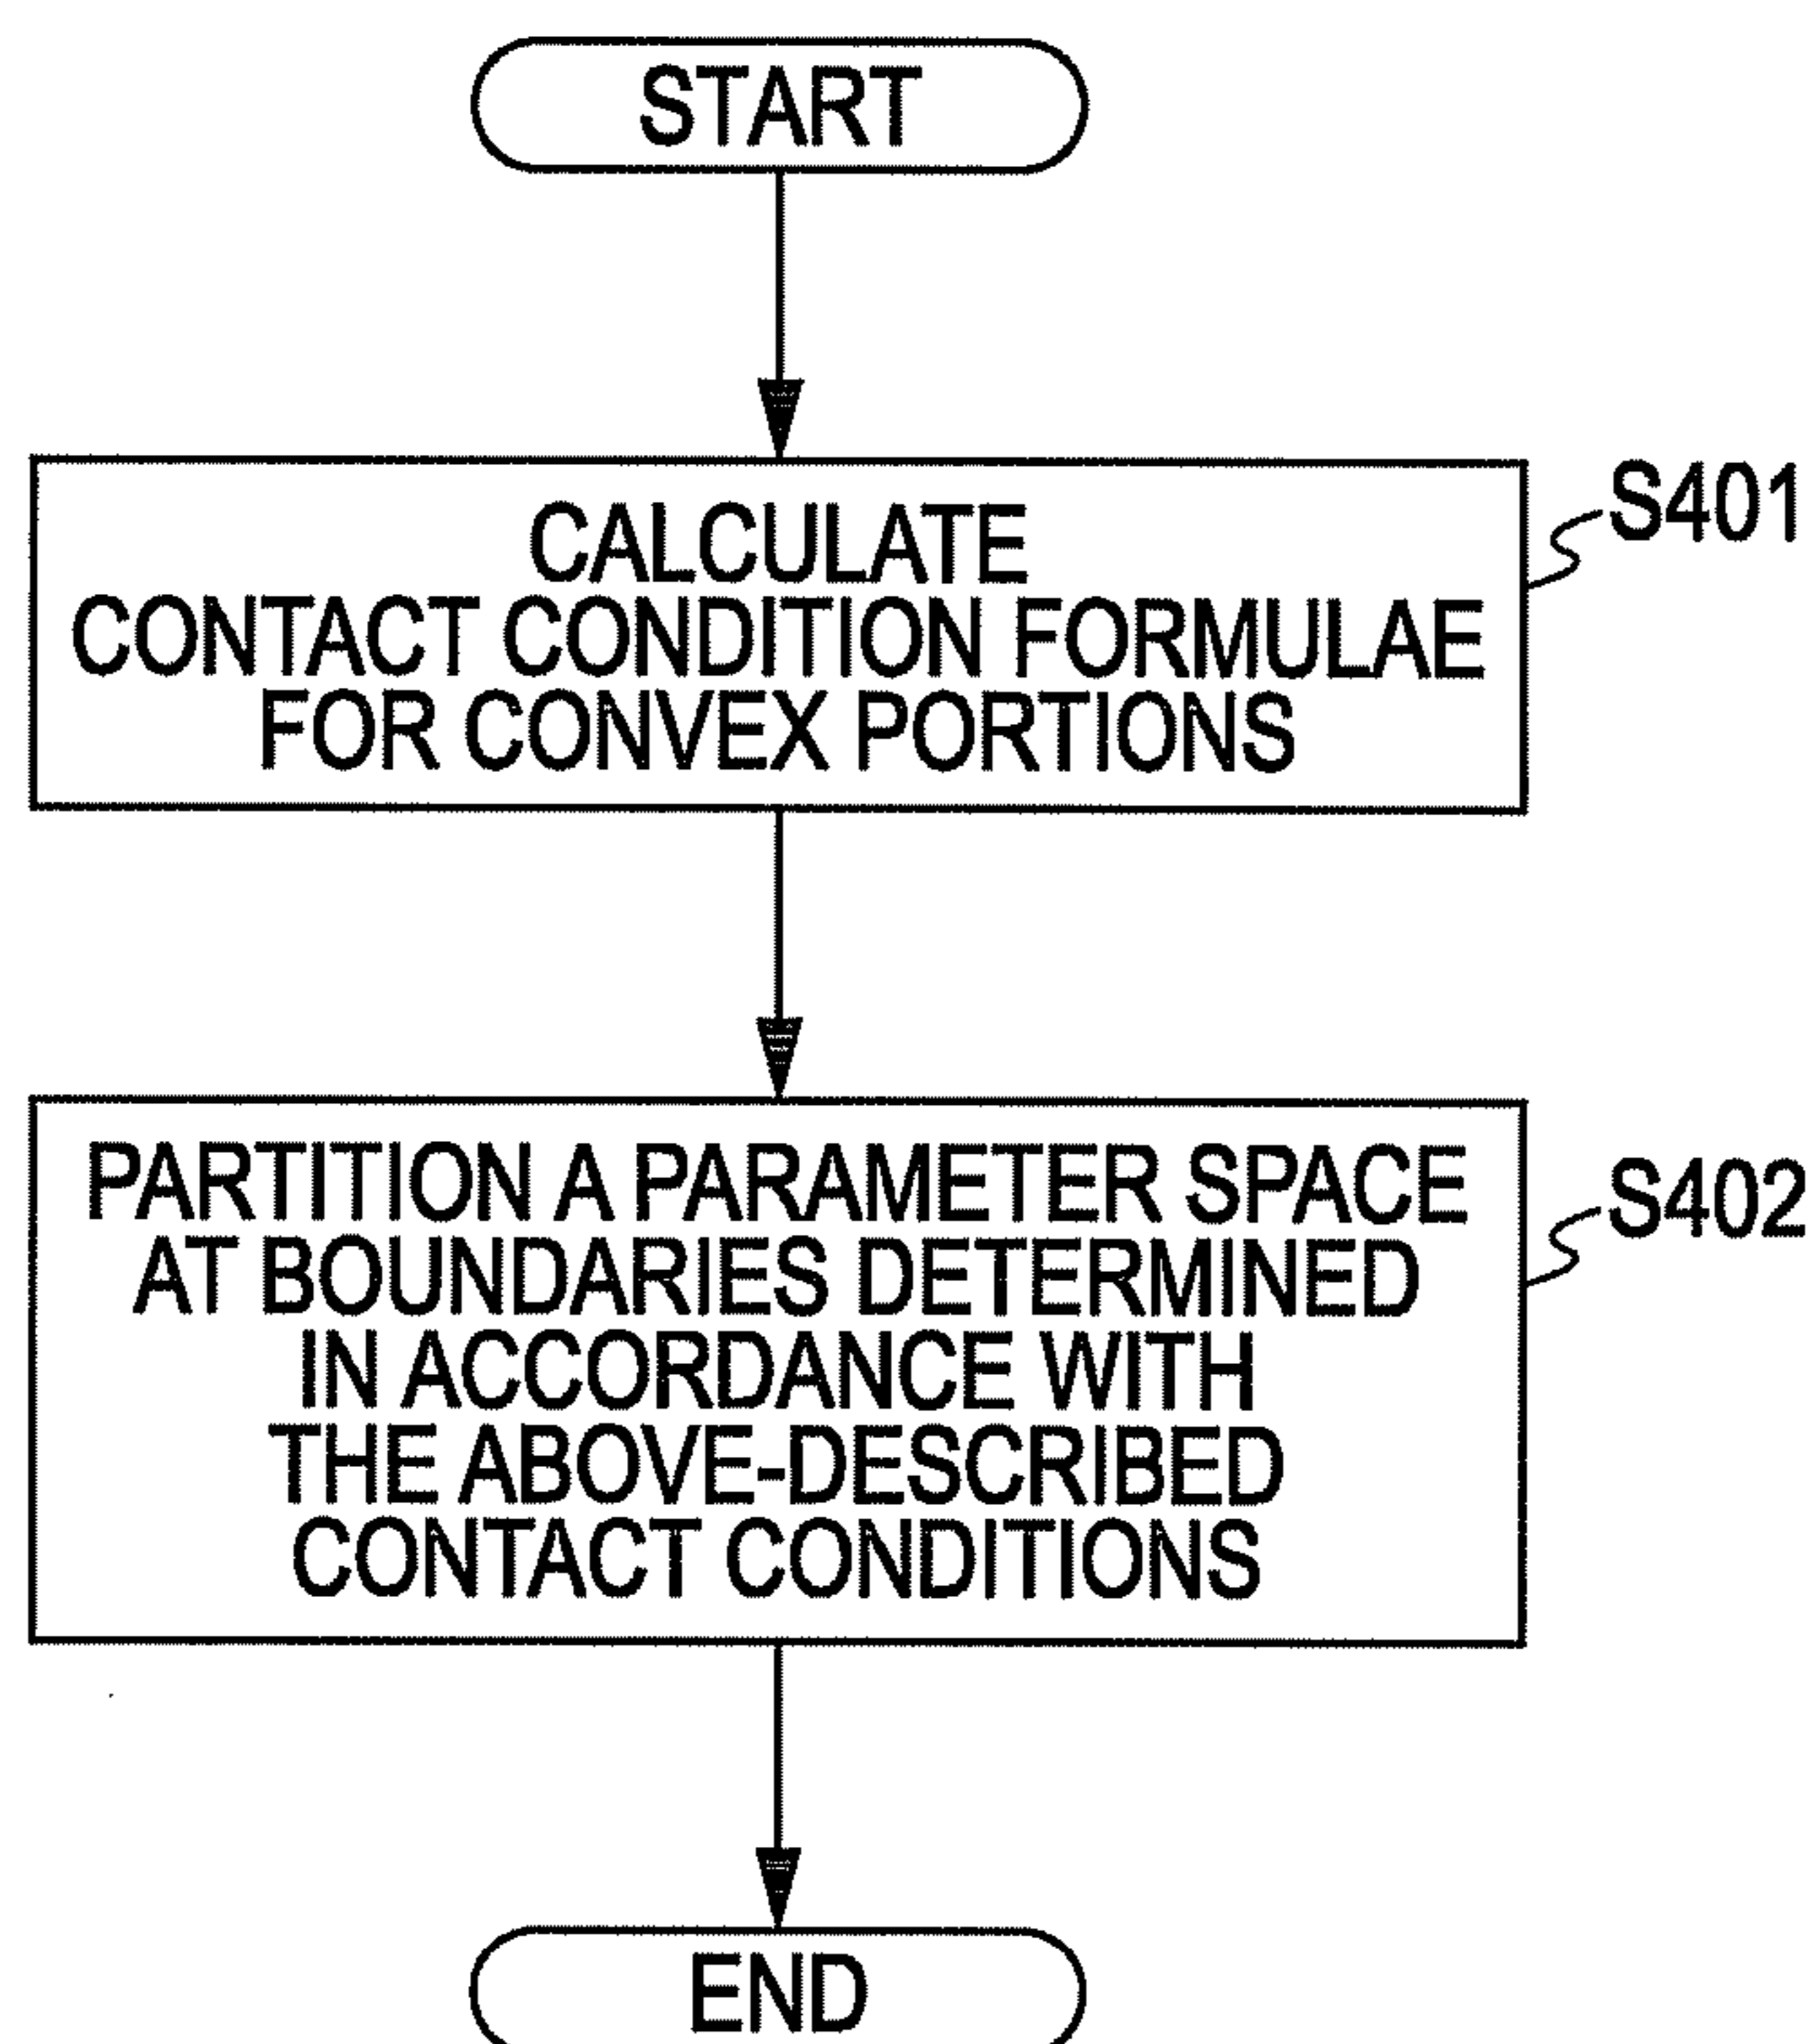 START
CALCULATE
CONTACT CONDITION FORMULAE
FOR CONVEX PORTIONS
S401
PARTITION A PARAMETER SPACE
AT BOUNDARIES DETERMINED
IN ACCORDANCE WITH
THE ABOVE-DESCRIBED
CONTACT CONDITIONS
S402
END